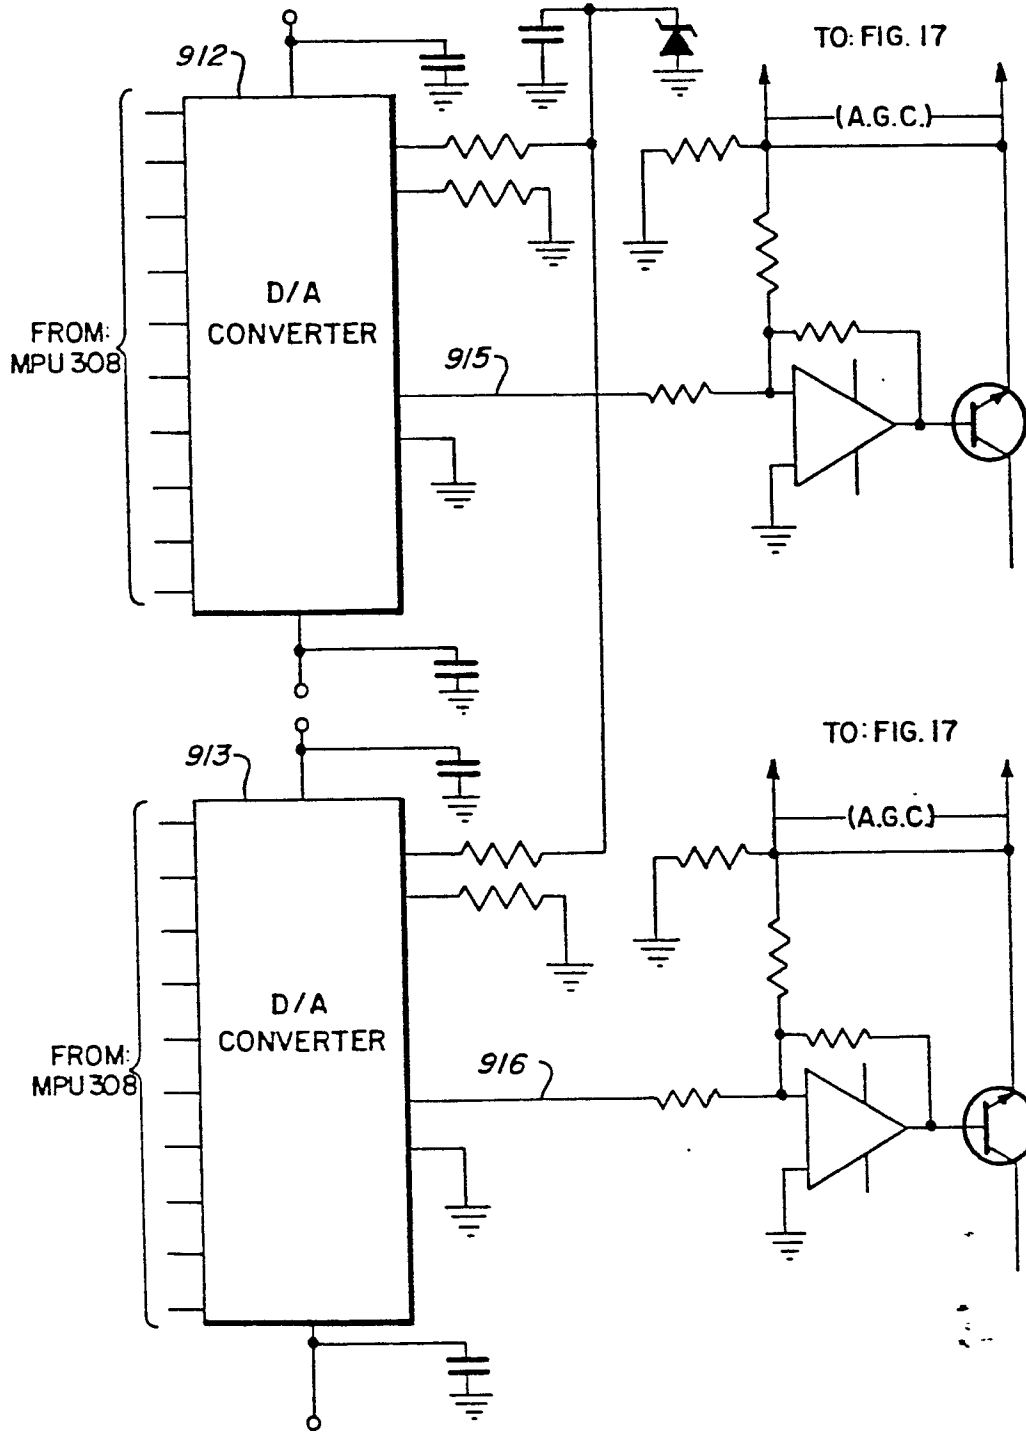 912
TO: FIG. 17
(A.G.C.)
D/A
CONVERTER
FROM:
MPU 308
915
TO: FIG. 17
913
(A.G.C.)
D/A
CONVERTER
FROM:
MPU 308
916